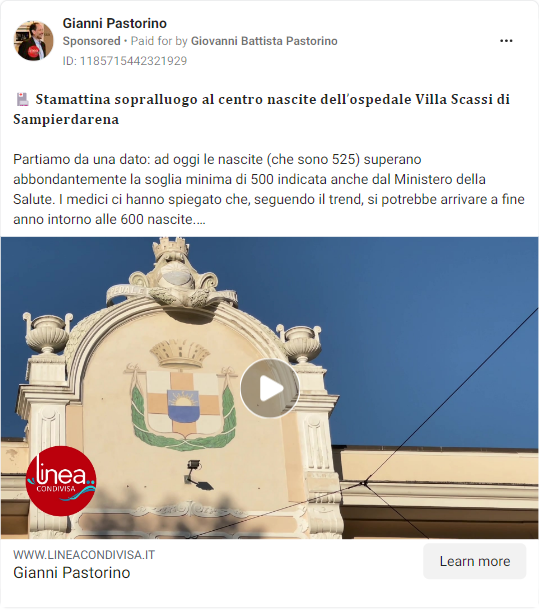 Gianni Pastorino
Sponsored • Paid for by Giovanni Battista Pastorino
ID: 1185715442321929
Stamattina sopralluogo al centro nascite dell'ospedale Villa Scassi di
Sampierdarena
Partiamo da una dato: ad oggi le nascite (che sono 525) superano
abbondantemente la soglia minima di 500 indicata anche dal Ministero della
Salute. I medici ci hanno spiegato che, seguendo il trend, si potrebbe arrivare a fine
anno intorno alle 600 nascite....
linea
CONDIVISA
WWW.LINEACONDIVISA.IT
Gianni Pastorino
Learn more